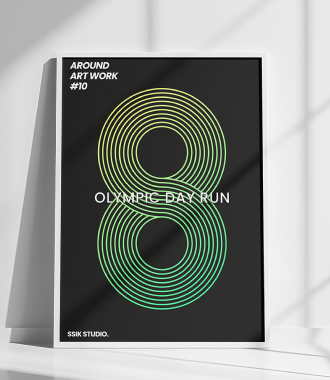 AROUND
ART WORK
#10
OLYMPIC DAY RUN
SSIK STUDIO.